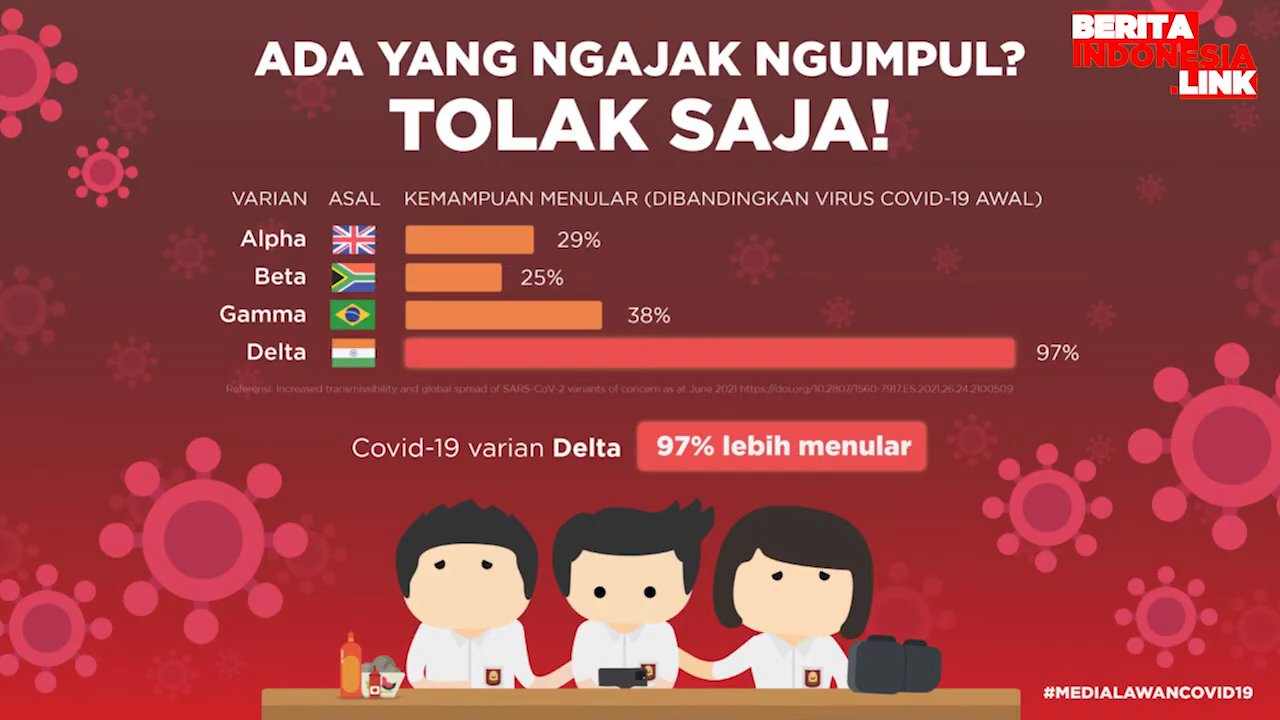 BERITA
INDONESIA
.LINK
ADA YANG NGAJAK NGUMPUL?
TOLAK SAJA!
VARIAN ASAL KEMAMPUAN MENULAR (DIBANDINGKAN VIRUS COVID-19 AWAL)
Alpha 29%
Beta 25%
Gamma 38%
Delta 97%
Referensi: Increased transmissibility and global spread of SARS-CoV-2 variants of concern as at June 2021 https://doi.org/10.2807/1560-7917.ES.2021.26.24.2100509
Covid-19 varian Delta 97% lebih menular
#MEDIALAWANCOVID19